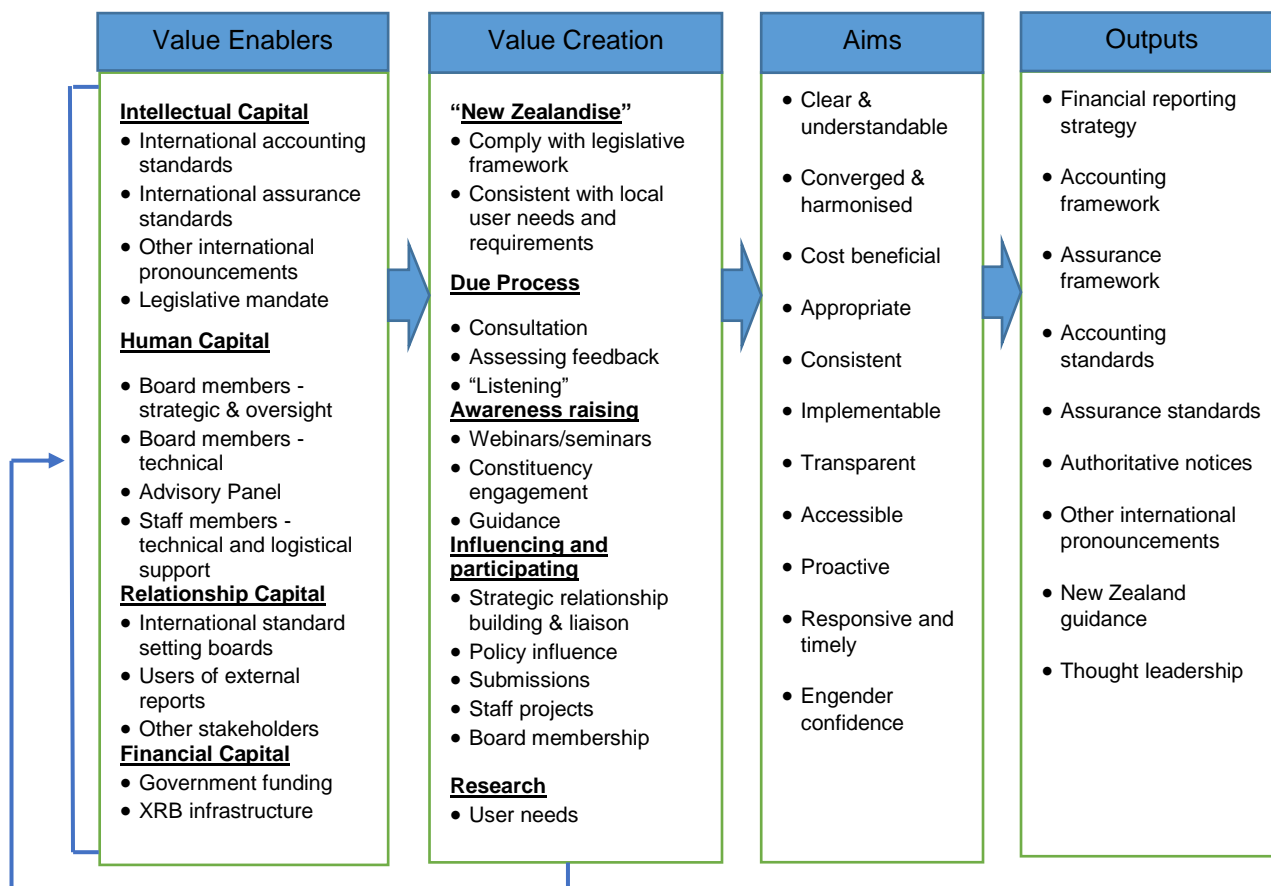 Value Enablers
Intellectual Capital
• International accounting
standards
• International assurance
standards
• Other international
pronouncements
• Legislative mandate
Human Capital
• Board members -
strategic & oversight
• Board members -
technical
• Advisory Panel
• Staff members -
technical and logistical
support
Relationship Capital
• International standard
setting boards
• Users of external
reports
• Other stakeholders
Financial Capital
• Government funding
• XRB infrastructure
Value Creation
“New Zealandise”
• Comply with legislative
framework
• Consistent with local
user needs and
requirements
Due Process
• Consultation
• Assessing feedback
• “Listening”
Awareness raising
• Webinars/seminars
• Constituency
engagement
• Guidance
Influencing and
participating
• Strategic relationship
building & liaison
• Policy influence
• Submissions
• Staff projects
• Board membership
Research
• User needs
Aims
• Clear &
understandable
• Converged &
harmonised
• Cost beneficial
• Appropriate
• Consistent
• Implementable
• Transparent
• Accessible
• Proactive
• Responsive and
timely
• Engender
confidence
Outputs
• Financial reporting
strategy
• Accounting
framework
• Assurance
framework
• Accounting
standards
• Assurance standards
• Authoritative notices
• Other international
pronouncements
• New Zealand
guidance
• Thought leadership